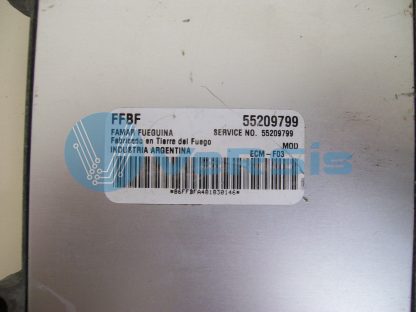 FFBF 55209799
FAMAR FUEGUINA SERVICE NO. 55209799
Fabricado en Tierra del Fuego MOD
INDUSTRIA ARGENTINA ECM-F03